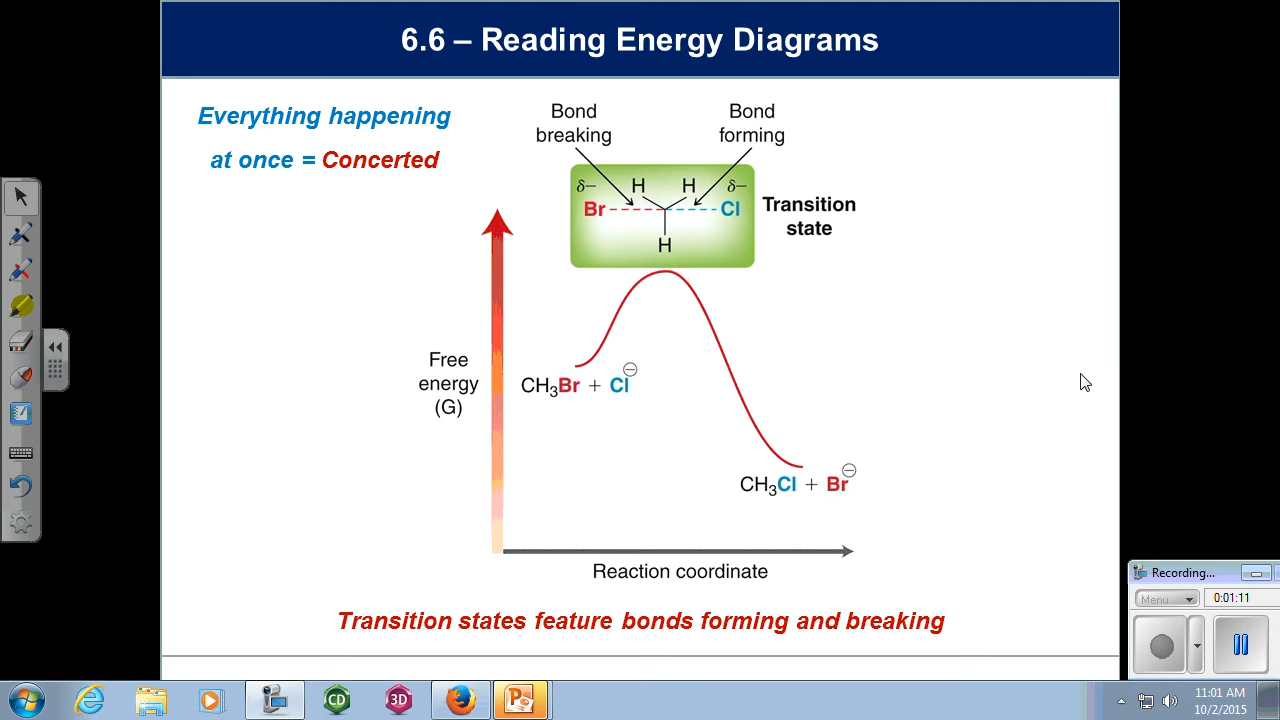 6.6 – Reading Energy Diagrams
Everything happening
at once = Concerted
Bond
breaking
Bond
forming
δ– H H δ–
Br Cl
H
Transition
state
Free
energy
(G)
CH₃Br + Cl⊖
CH₃Cl + Br⊖
Reaction coordinate
Transition states feature bonds forming and breaking
Recording...
Menu
0:01:11
CD
3D
11:01 AM
10/2/2015